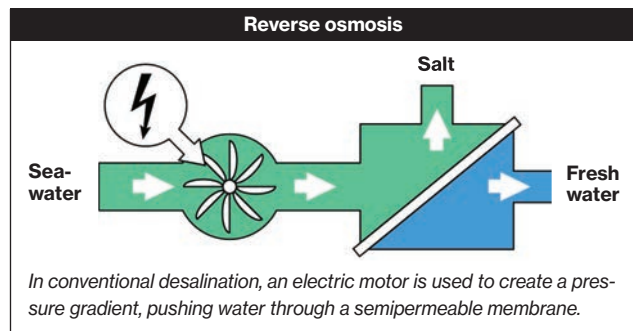 Reverse osmosis
Salt
Sea-
water
Fresh
water
In conventional desalination, an electric motor is used to create a pres-
sure gradient, pushing water through a semipermeable membrane.